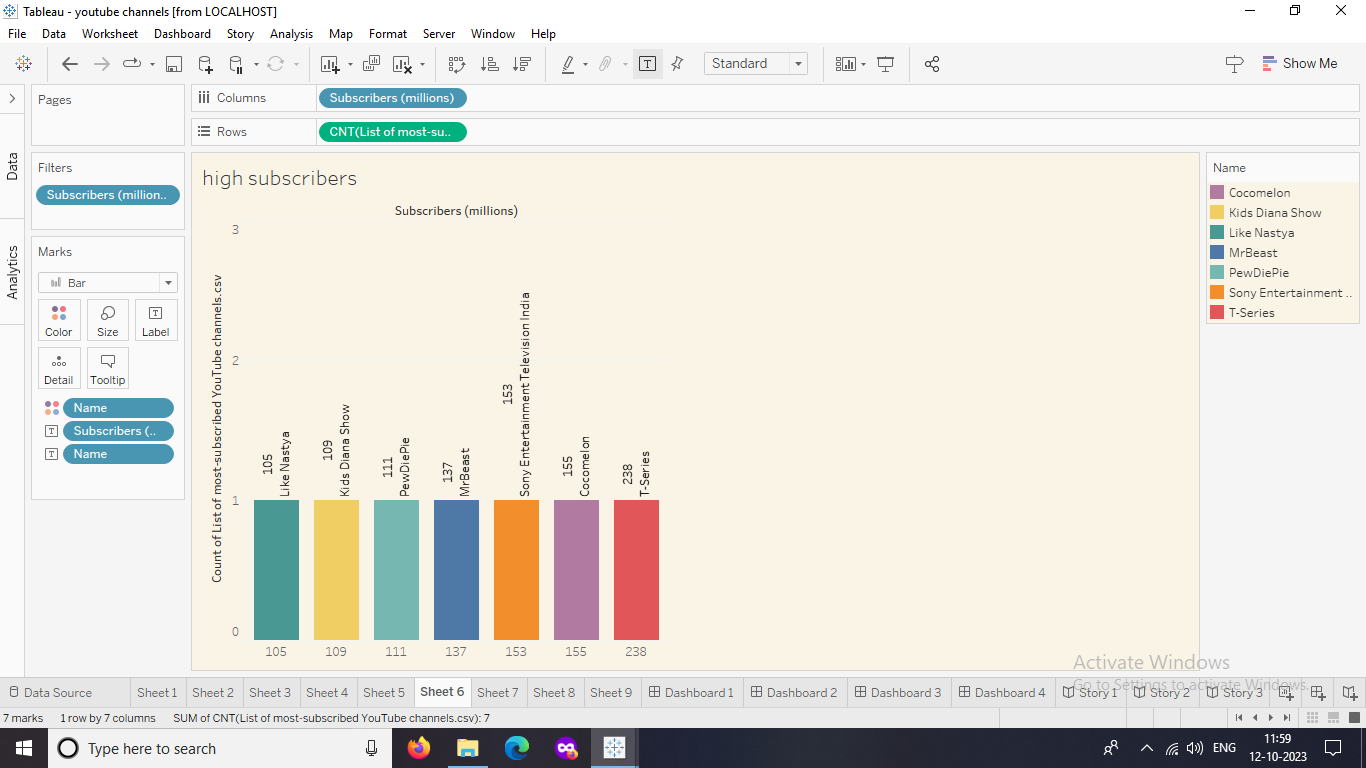 Tableau - youtube channels [from LOCALHOST]
File Data Worksheet Dashboard Story Analysis Map Format Server Window Help
Standard
Show Me
Pages
Columns
Subscribers (millions)
Rows
CNT(List of most-su..
Data
Analytics
Filters
Subscribers (million..
Marks
Bar
Color Size Label
Detail Tooltip
Name
Subscribers (..
Name
high subscribers
Subscribers (millions)
Count of List of most-subscribed YouTube channels.csv
3
2
1
0
105
Like Nastya
109
Kids Diana Show
111
PewDiePie
137
MrBeast
153
Sony Entertainment Television India
155
Cocomelon
238
T-Series
105 109 111 137 153 155 238
Name
Cocomelon
Kids Diana Show
Like Nastya
MrBeast
PewDiePie
Sony Entertainment ..
T-Series
Activate Windows
Go to Settings to activate Windows.
Data Source Sheet 1 Sheet 2 Sheet 3 Sheet 4 Sheet 5 Sheet 6 Sheet 7 Sheet 8 Sheet 9 Dashboard 1 Dashboard 2 Dashboard 3 Dashboard 4 Story 1 Story 2 Story 3
7 marks 1 row by 7 columns SUM of CNT(List of most-subscribed YouTube channels.csv): 7
Type here to search
ENG
11:59
12-10-2023